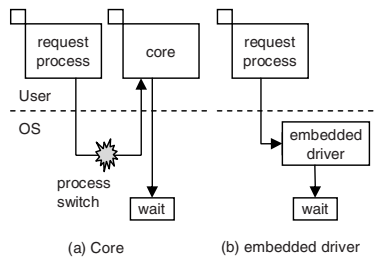 request
process
core
request
process
User
OS
embedded
driver
process
switch
wait
wait
(a) Core
(b) embedded driver